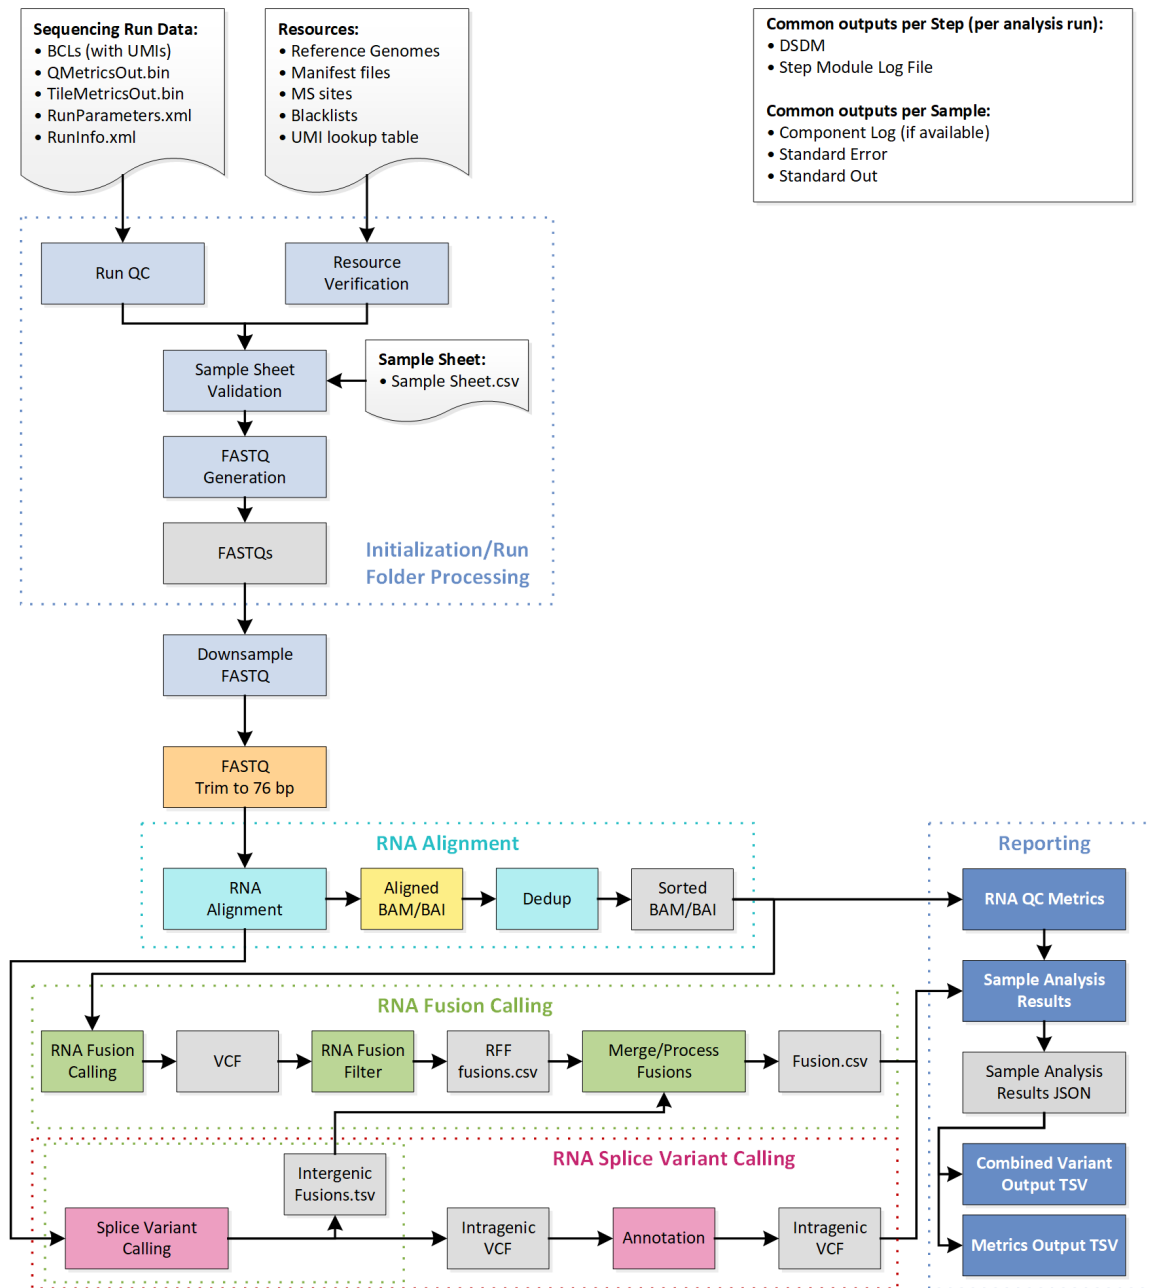 Sequencing Run Data:
• BCLs (with UMIs)
• QMetricsOut.bin
• TileMetricsOut.bin
• RunParameters.xml
• RunInfo.xml
Resources:
• Reference Genomes
• Manifest files
• MS sites
• Blacklists
• UMI lookup table
Common outputs per Step (per analysis run):
• DSDM
• Step Module Log File
Common outputs per Sample:
• Component Log (if available)
• Standard Error
• Standard Out
Run QC
Resource
Verification
Sample Sheet
Validation
Sample Sheet:
• Sample Sheet.csv
FASTQ
Generation
FASTQs
Initialization/Run
Folder Processing
Downsample
FASTQ
FASTQ
Trim to 76 bp
RNA Alignment
RNA
Alignment
Aligned
BAM/BAI
Dedup
Sorted
BAM/BAI
Reporting
RNA QC Metrics
Sample Analysis
Results
Sample Analysis
Results JSON
Combined Variant
Output TSV
Metrics Output TSV
RNA Fusion Calling
RNA Fusion
Calling
VCF
RNA Fusion
Filter
RFF
fusions.csv
Merge/Process
Fusions
Fusion.csv
RNA Splice Variant Calling
Intergenic
Fusions.tsv
Splice Variant
Calling
Intragenic
VCF
Annotation
Intragenic
VCF